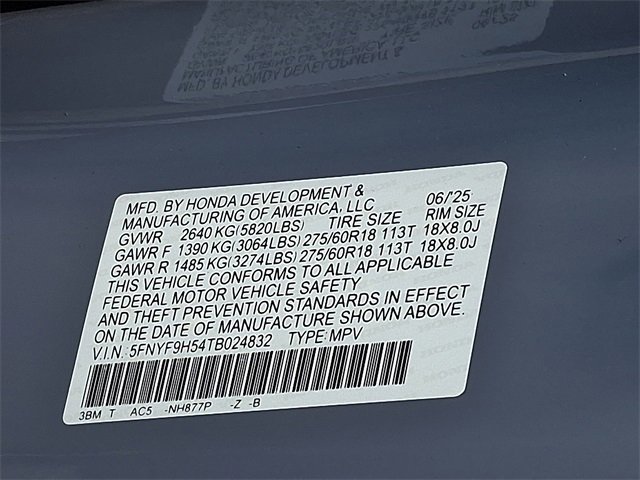 MFD. BY HONDA DEVELOPMENT & 06/'25
MANUFACTURING OF AMERICA, LLC
GVWR 2640 KG(5820LBS) TIRE SIZE RIM SIZE
GAWR F 1390 KG(3064LBS) 275/60R18 113T 18X8.0J
GAWR R 1485 KG(3274LBS) 275/60R18 113T 18X8.0J
THIS VEHICLE CONFORMS TO ALL APPLICABLE
FEDERAL MOTOR VEHICLE SAFETY
AND THEFT PREVENTION STANDARDS IN EFFECT
ON THE DATE OF MANUFACTURE SHOWN ABOVE.
V.I.N.: 5FNYF9H54TB024832 TYPE: MPV
3BM T AC5 -NH877P -Z -B